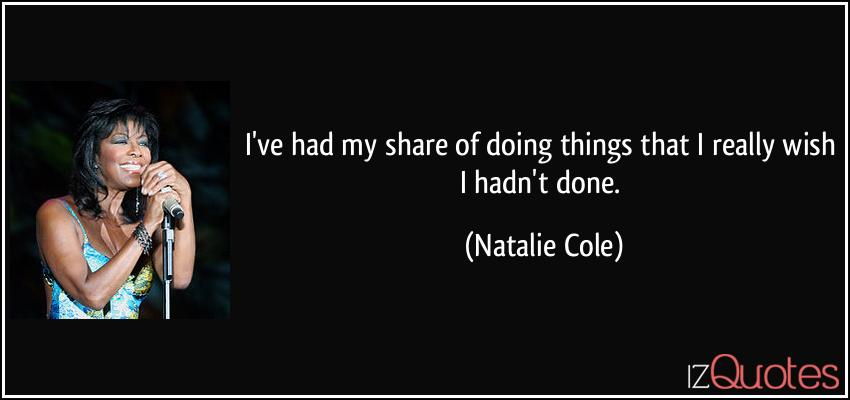 I've had my share of doing things that I really wish
I hadn't done.
(Natalie Cole)
IZQuotes